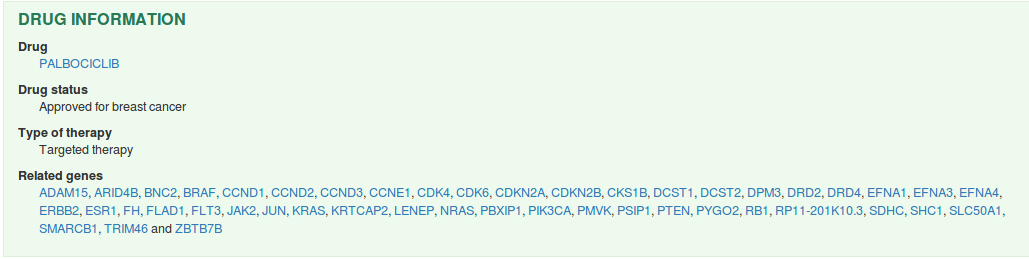 DRUG INFORMATION
Drug
PALBOCICLIB
Drug status
Approved for breast cancer
Type of therapy
Targeted therapy
Related genes
ADAM15, ARID4B, BNC2, BRAF, CCND1, CCND2, CCND3, CCNE1, CDK4, CDK6, CDKN2A, CDKN2B, CKS1B, DCST1, DCST2, DPM3, DRD2, DRD4, EFNA1, EFNA3, EFNA4,
ERBB2, ESR1, FH, FLAD1, FLT3, JAK2, JUN, KRAS, KRTCAP2, LENEP, NRAS, PBXIP1, PIK3CA, PMVK, PSIP1, PTEN, PYGO2, RB1, RP11-201K10.3, SDHC, SHC1, SLC50A1,
SMARCB1, TRIM46 and ZBTB7B